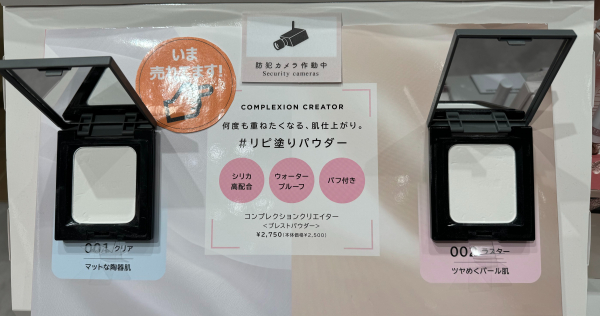 いま
売れてます!
防犯カメラ作動中
Security cameras
COMPLEXION CREATOR
何度も重ねたくなる、肌仕上がり。
#リピ塗りパウダー
シリカ
高配合
ウォーター
プルーフ
パフ付き
コンプレクションクリエイター
<プレストパウダー>
¥2,750(本体価格¥2,500)
001 クリア
マットな陶器肌
002 ラスター
ツヤめくパール肌